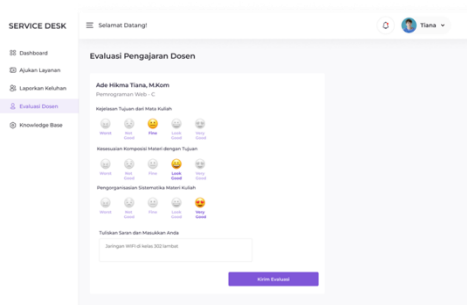 SERVICE DESK
Selamat Datang!
Tiana
Dashboard
Ajukan Layanan
Laporkan Keluhan
Evaluasi Dosen
Knowledge Base
Evaluasi Pengajaran Dosen
Ade Hikma Tiana, M.Kom
Pemrograman Web - C
Kejelasan Tujuan dari Mata Kuliah
Worst Not Good Fine Look Good Very Good
Kesesuaian Komposisi Materi dengan Tujuan
Worst Not Good Fine Look Good Very Good
Pengorganisasian Sistematika Materi Kuliah
Worst Not Good Fine Look Good Very Good
Tuliskan Saran dan Masukkan Anda
Jaringan WiFi di kelas 302 lambat
Kirim Evaluasi